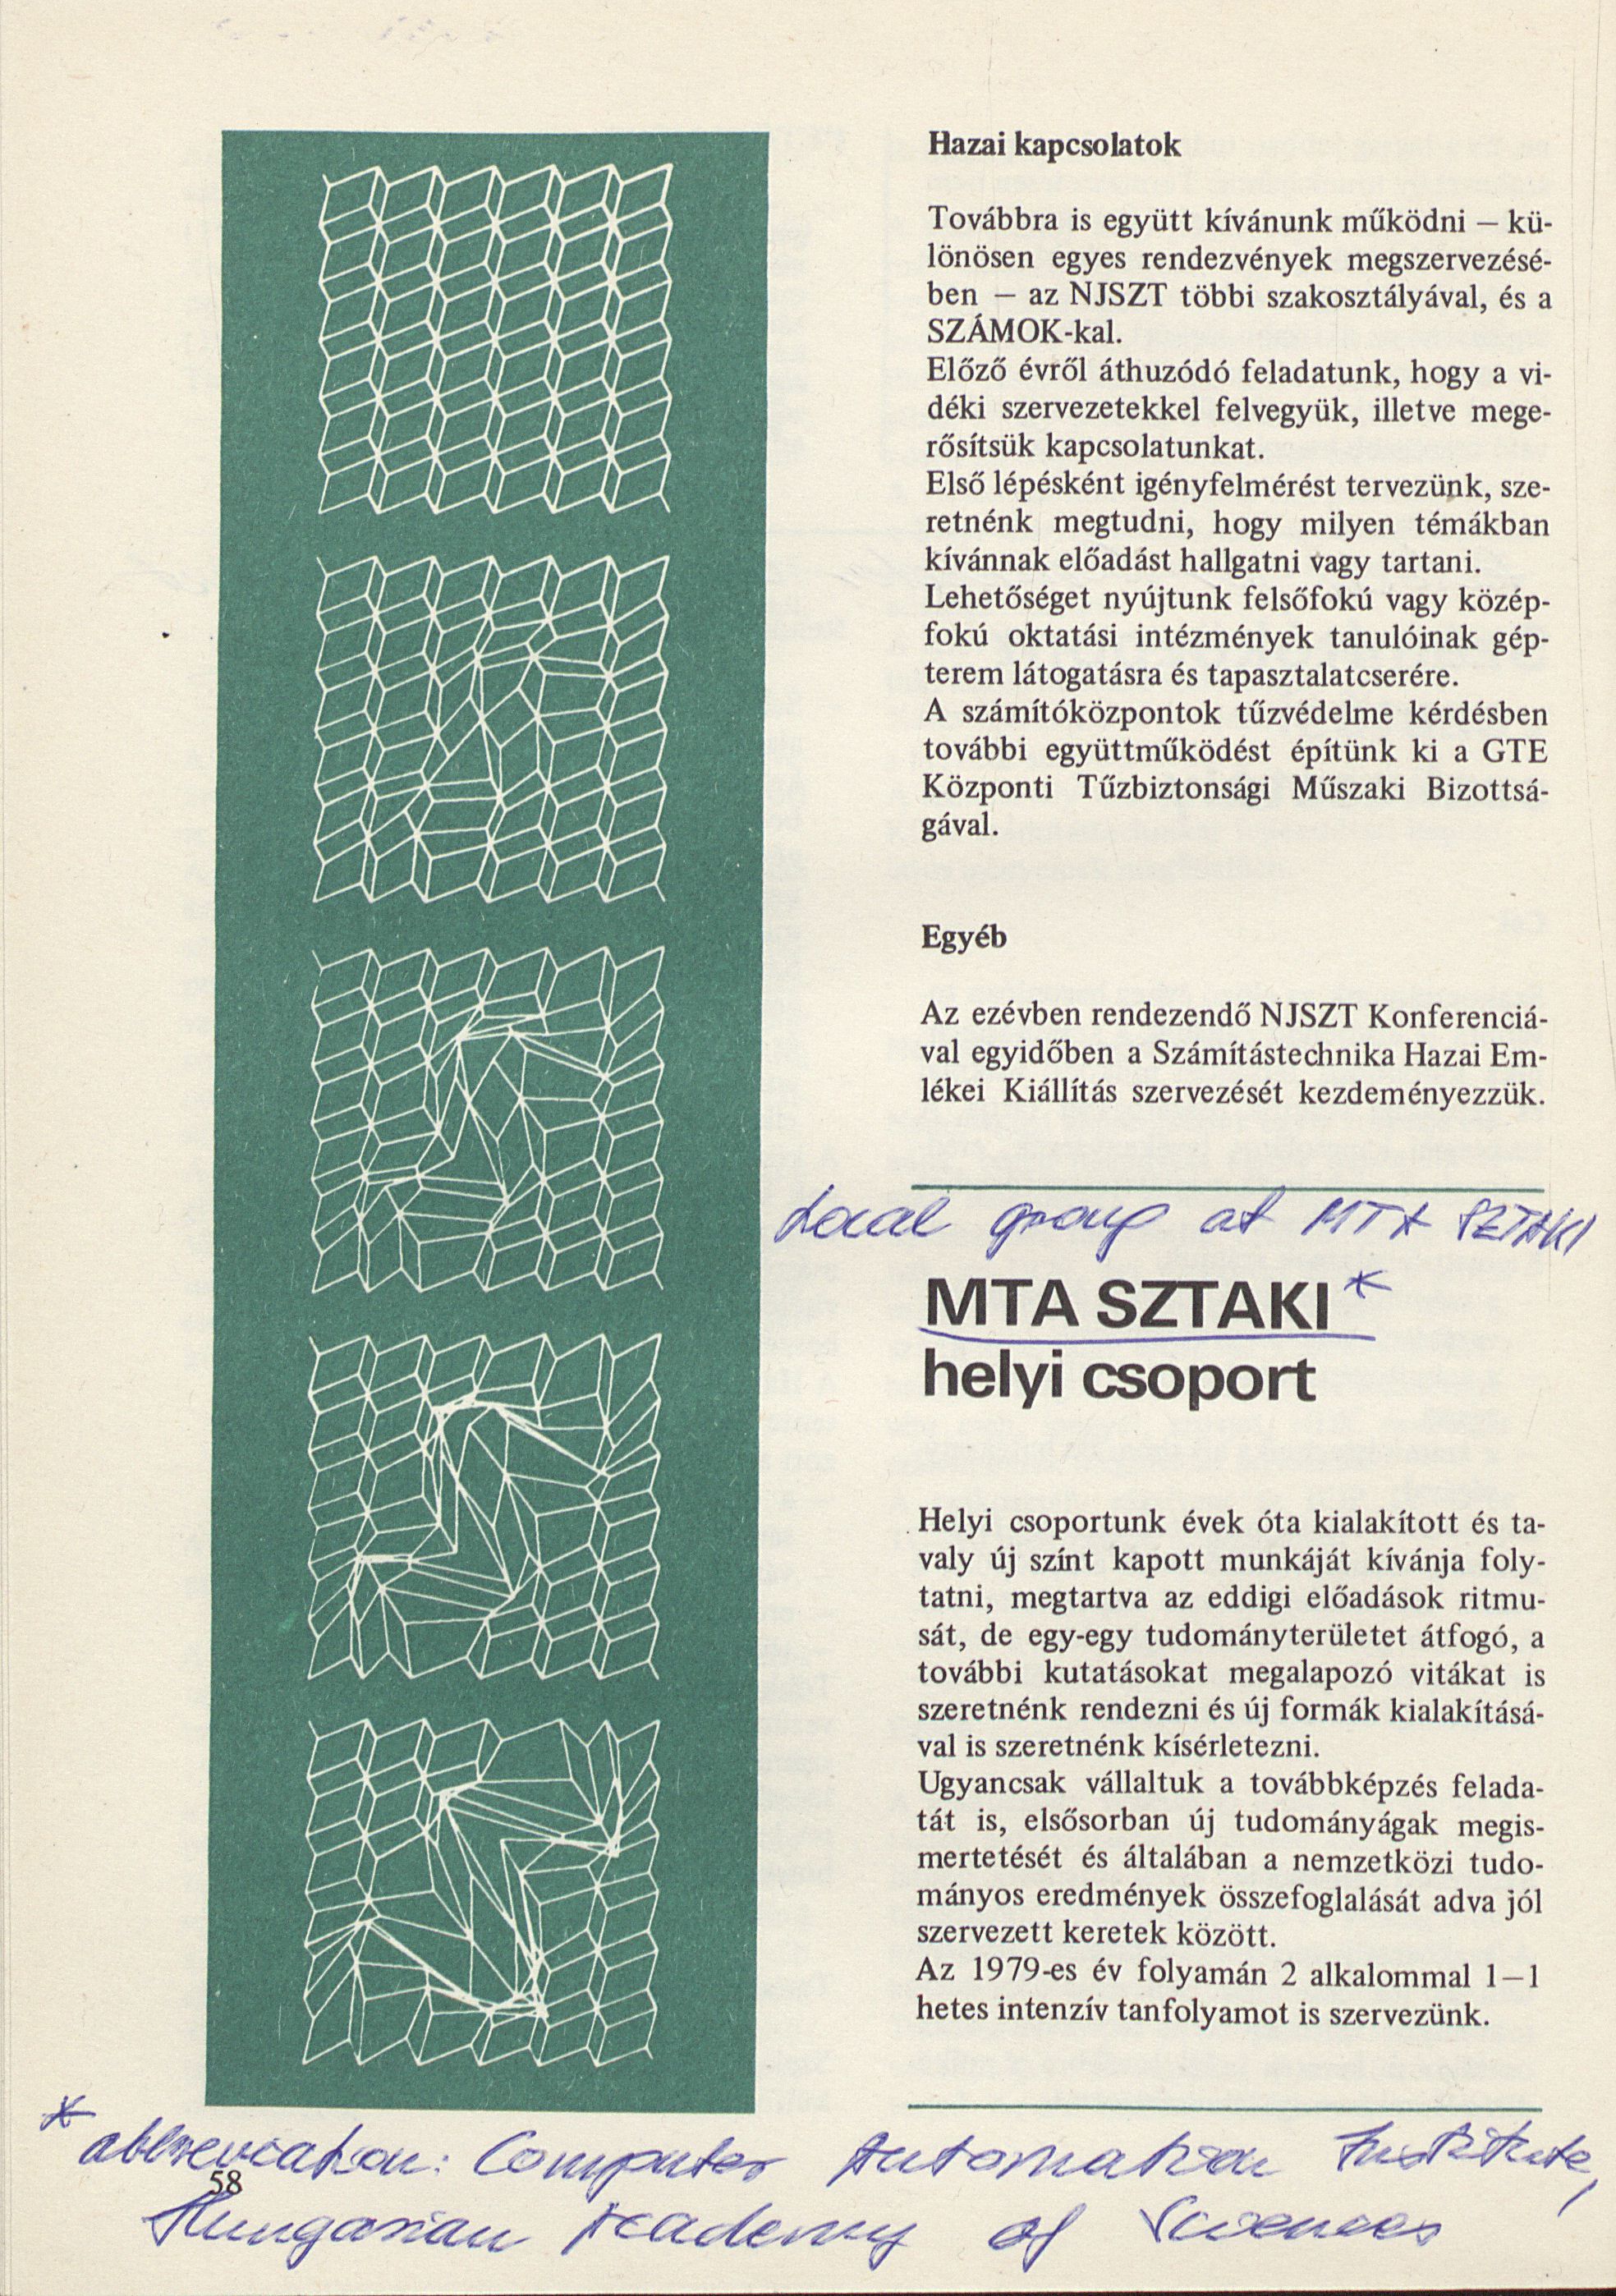 Hazai kapcsolatok
Továbbra is együtt kívánunk működni – kü-
lönösen egyes rendezvények megszervezésé-
ben – az NJSZT többi szakosztályával, és a
SZÁMOK-kal.
Előző évről áthuzódó feladatunk, hogy a vi-
déki szervezetekkel felvegyük, illetve mege-
rősítsük kapcsolatunkat.
Első lépésként igényfelmérést tervezünk, sze-
retnénk megtudni, hogy milyen témákban
kívánnak előadást hallgatni vagy tartani.
Lehetőséget nyújtunk felsőfokú vagy közép-
fokú oktatási intézmények tanulóinak gép-
terem látogatásra és tapasztalatcserére.
A számítóközpontok tűzvédelme kérdésben
további együttműködést építünk ki a GTE
Központi Tűzbiztonsági Műszaki Bizottsá-
gával.
Egyéb
Az ezévben rendezendő NJSZT Konferenciá-
val egyidőben a Számítástechnika Hazai Em-
lékei Kiállítás szervezését kezdeményezzük.
Local group at MTA SZTAKI
MTA SZTAKI *
helyi csoport
Helyi csoportunk évek óta kialakított és ta-
valy új színt kapott munkáját kívánja foly-
tatni, megtartva az eddigi előadások ritmu-
sát, de egy-egy tudományterületet átfogó, a
további kutatásokat megalapozó vitákat is
szeretnénk rendezni és új formák kialakításá-
val is szeretnénk kísérletezni.
Ugyancsak vállaltuk a továbbképzés felada-
tát is, elsősorban új tudományágak megis-
mertetését és általában a nemzetközi tudo-
mányos eredmények összefoglalását adva jól
szervezett keretek között.
Az 1979-es év folyamán 2 alkalommal 1–1
hetes intenzív tanfolyamot is szervezünk.
* abbreviation: Computer Automation Institute,
58
Hungarian Academy of Sciences